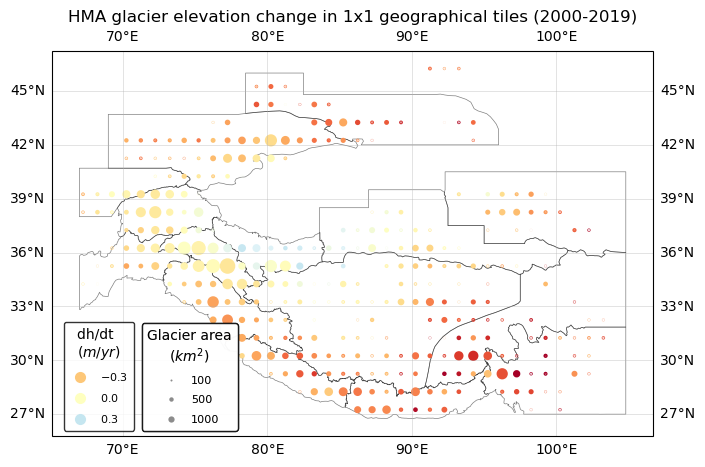 HMA glacier elevation change in 1x1 geographical tiles (2000-2019)
70°E 80°E 90°E 100°E
45°N 45°N
42°N 42°N
39°N 39°N
36°N 36°N
33°N 33°N
30°N 30°N
27°N 27°N
dh/dt
(m/yr)
−0.3
0.0
0.3
Glacier area
(km²)
100
500
1000
70°E 80°E 90°E 100°E